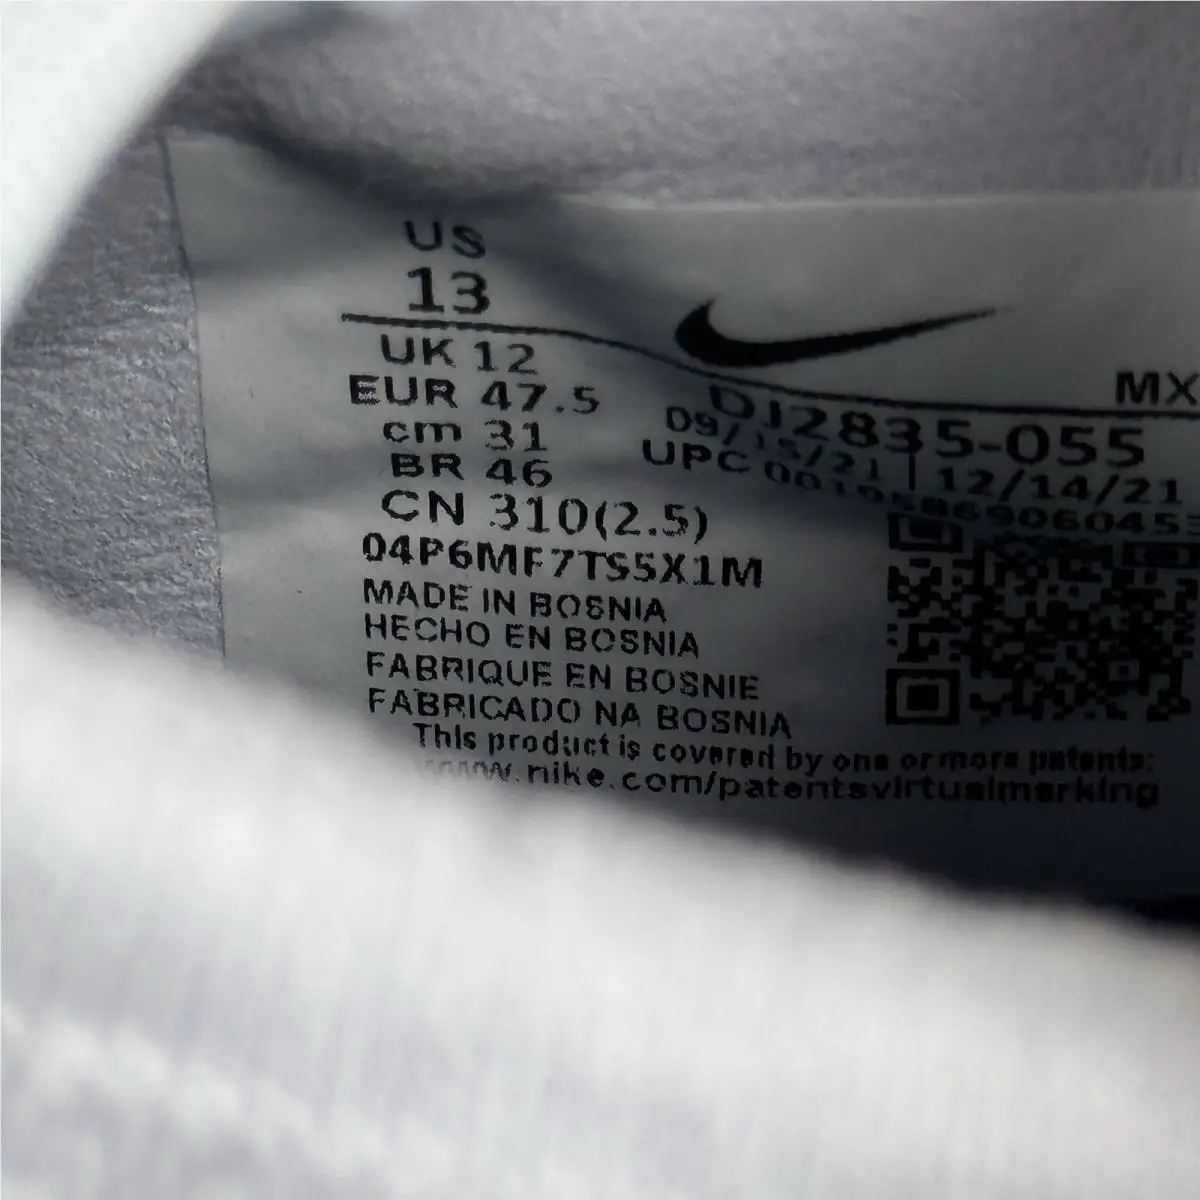 US
13
UK 12
EUR 47.5
cm 31
BR 46
CN 310(2.5)
04P6MF7TS5X1M
MADE IN BOSNIA
HECHO EN BOSNIA
FABRIQUE EN BOSNIE
FABRICADO NA BOSNIA
This product is covered by one or more patents:
www.nike.com/patentsvirtualmarking
MX
DJ2835-055
09/15/21 | 12/14/21
UPC 00195869060453